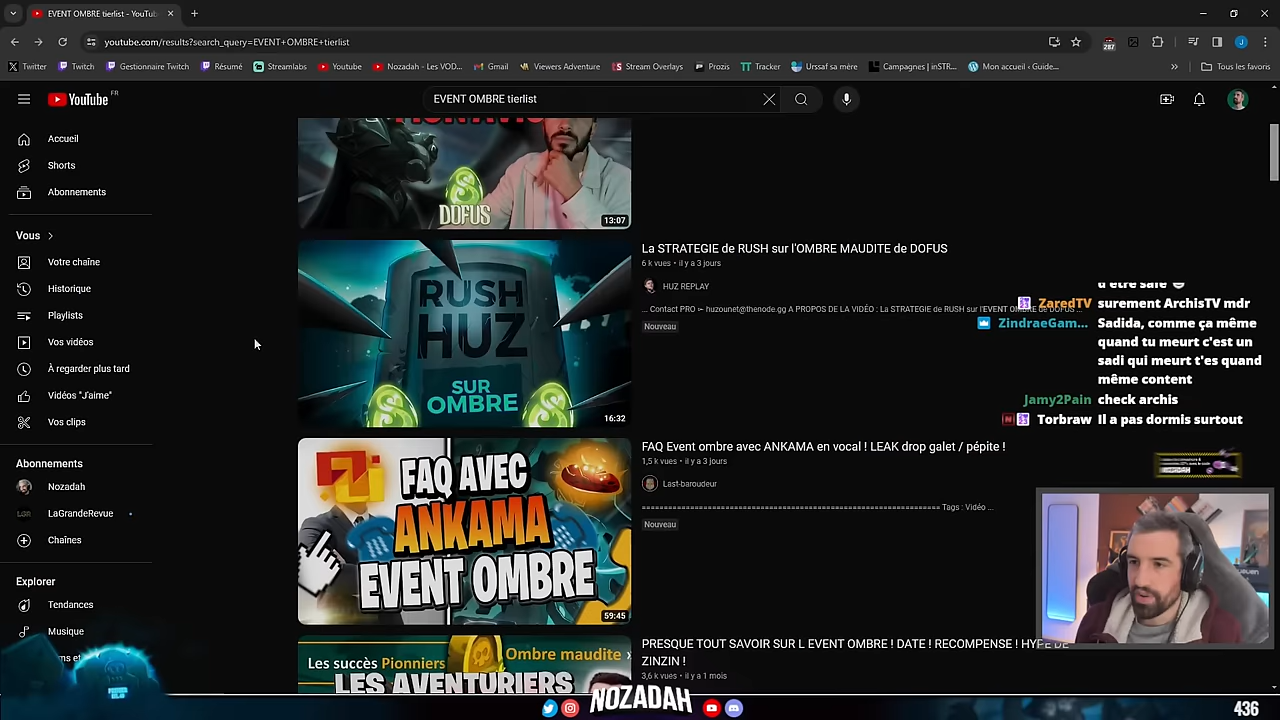 EVENT OMBRE tierlist - YouTub
youtube.com/results?search_query=EVENT+OMBRE+tierlist
287
Twitter
Twitch
Gestionnaire Twitch
Résumé
Streamlabs
Youtube
Nozadah - Les VOD...
Gmail
Viewers Adventure
Stream Overlays
Prozis
TT Tracker
Urssaf sa mère
Campagnes | inSTR...
Mon accueil ‹ Guide...
Tous les favoris
YouTube FR
EVENT OMBRE tierlist
Accueil
Shorts
Abonnements
Vous
Votre chaîne
Historique
Playlists
Vos vidéos
À regarder plus tard
Vidéos "J'aime"
Vos clips
Abonnements
Nozadah
LaGrandeRevue
Chaînes
Explorer
Tendances
Musique
DOFUS
13:07
RUSH
HUZ
SUR
OMBRE
16:32
La STRATEGIE de RUSH sur l'OMBRE MAUDITE de DOFUS
6 k vues • il y a 3 jours
HUZ REPLAY
... Contact PRO ⤜ huzounet@thenode.gg A PROPOS DE LA VIDÉO : La STRATEGIE de RUSH sur l'EVENT OMBRE de DOFUS ...
Nouveau
FAQ AVEC
ANKAMA
EVENT OMBRE
59:45
FAQ Event ombre avec ANKAMA en vocal ! LEAK drop galet / pépite !
1,5 k vues • il y a 3 jours
Last-baroudeur
Tags : Vidéo ...
Nouveau
Les succès Pionniers
Ombre maudite
LES AVENTURIERS
PRESQUE TOUT SAVOIR SUR L EVENT OMBRE ! DATE ! RECOMPENSE ! HYPE DE
ZINZIN !
3,6 k vues • il y a 1 mois
d'être sale
ZaredTV surement ArchisTV mdr
ZindraeGam... Sadida, comme ça même
quand tu meurt c'est un
sadi qui meurt t'es quand
même content
Jamy2Pain check archis
Torbraw Il a pas dormis surtout
NOZADAH
436